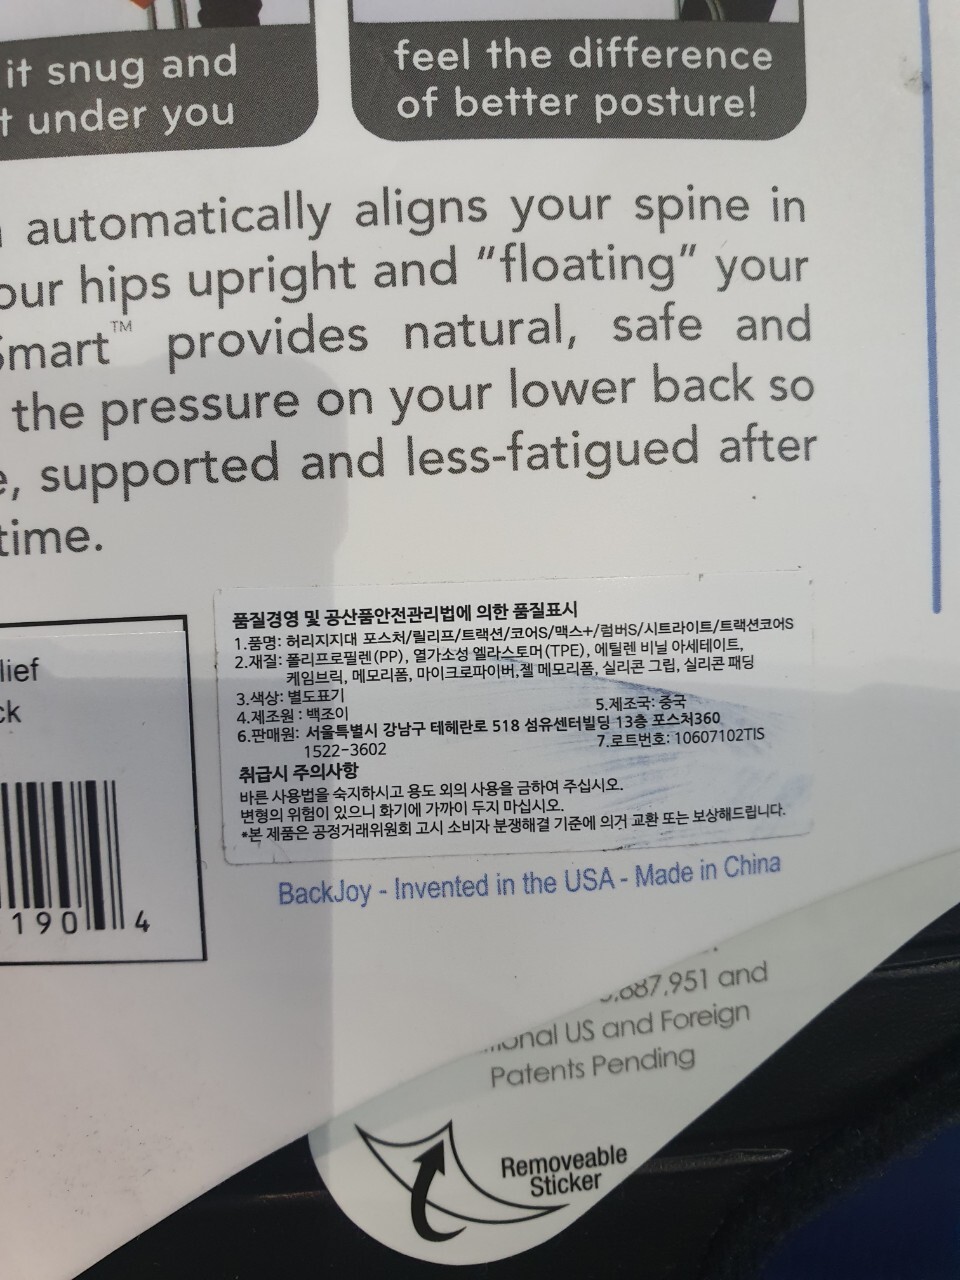 it snug and
under you
feel the difference
of better posture!
automatically aligns your spine in
your hips upright and “floating” your
Smart™ provides natural, safe and
the pressure on your lower back so
supported and less-fatigued after
time.
품질경영 및 공산품안전관리법에 의한 품질표시
1.품명: 허리지지대 포스처/릴리프/트랙션/코어S/맥스+/럼버S/시트라이트/트랙션코어S
2.재질: 폴리프로필렌(PP), 열가소성 엘라스토머(TPE), 에틸렌 비닐 아세테이트,
케임브릭, 메모리폼, 마이크로파이버,젤 메모리폼, 실리콘 그립, 실리콘 패딩
3.색상: 별도표기
4.제조원 : 백조이
5.제조국: 중국
6.판매원: 서울특별시 강남구 테헤란로 518 섬유센터빌딩 13층 포스처360
1522-3602
7.로트번호: 10607102TIS
취급시 주의사항
바른 사용법을 숙지하시고 용도 외의 사용을 금하여 주십시오.
변형의 위험이 있으니 화기에 가까이 두지 마십시오.
*본 제품은 공정거래위원회 고시 소비자 분쟁해결 기준에 의거 교환 또는 보상해드립니다.
190 4
BackJoy - Invented in the USA - Made in China
887,951 and
US and Foreign
Patents Pending
Removeable
Sticker